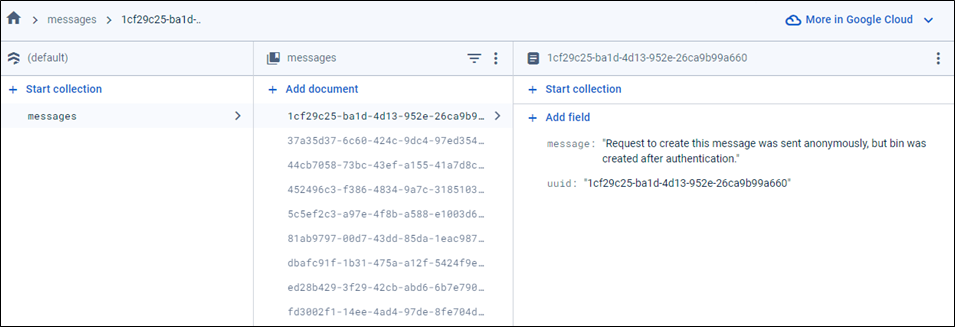 messages 1cf29c25-ba1d-..
More in Google Cloud
(default)
messages
1cf29c25-ba1d-4d13-952e-26ca9b99a660
Start collection
Add document
Start collection
messages
1cf29c25-ba1d-4d13-952e-26ca9b9…
Add field
37a35d37-6c60-424c-9dc4-97ed354…
44cb7058-73bc-43ef-a155-41a7d8c…
452496c3-f386-4834-9a7c-3185103…
5c5ef2c3-a97e-4f8b-a588-e1003d6…
81ab9797-00d7-43dd-85da-1eac987…
dbafc91f-1b31-475a-a12f-5424f9e…
ed28b429-3f29-42cb-abd6-6b7e790…
fd3002f1-14ee-4ad4-97de-8fe704d…
message: "Request to create this message was sent anonymously, but bin was
created after authentication."
uuid: "1cf29c25-ba1d-4d13-952e-26ca9b99a660"